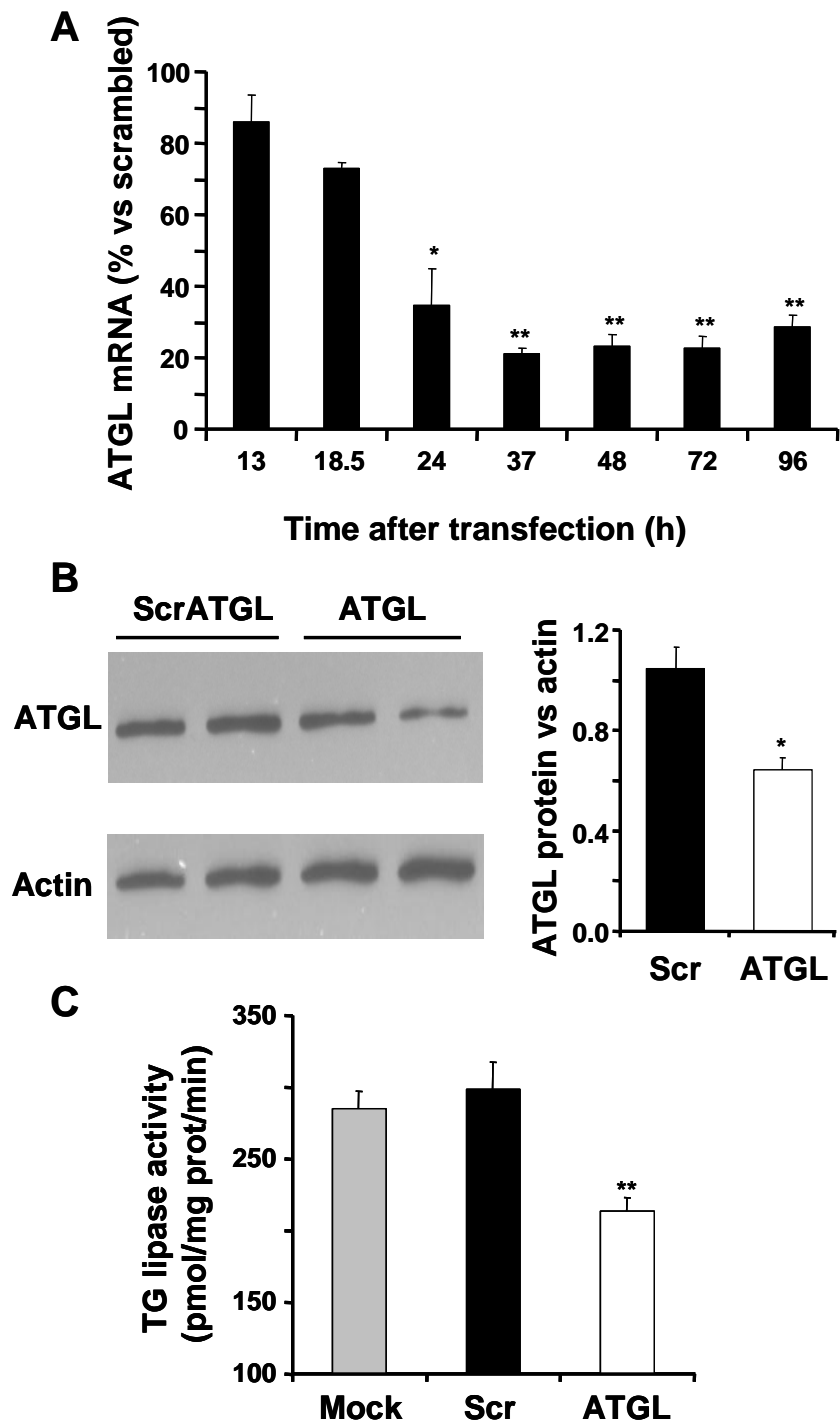 A
ATGL mRNA (% vs scrambled)
100
80
60
40
20
0
*
**
**
**
**
13 18.5 24 37 48 72 96
Time after transfection (h)
B
ScrATGL ATGL
ATGL
Actin
ATGL protein vs actin
1.2
0.8
0.4
0.0
*
Scr ATGL
C
TG lipase activity
(pmol/mg prot/min)
350
250
150
100
**
Mock Scr ATGL